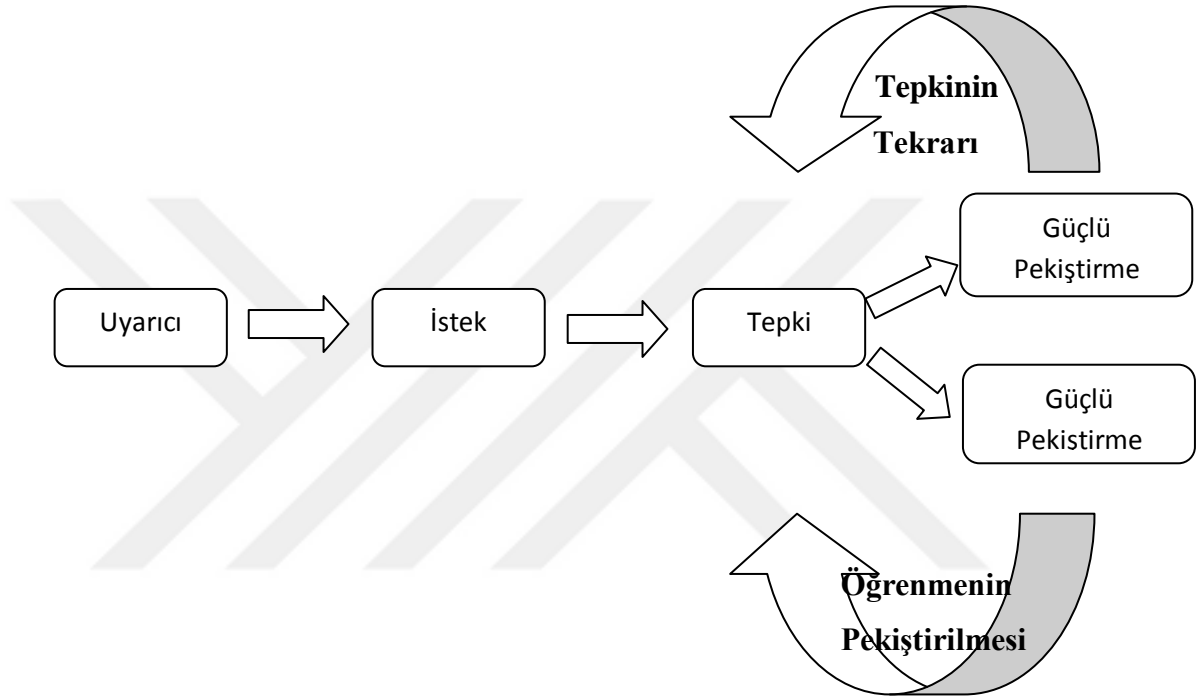 Tepkinin
Tekrarı
Güçlü
Pekiştirme
Uyarıcı
İstek
Tepki
Güçlü
Pekistirme
Öğrenmenin
Pekiştirilmesi